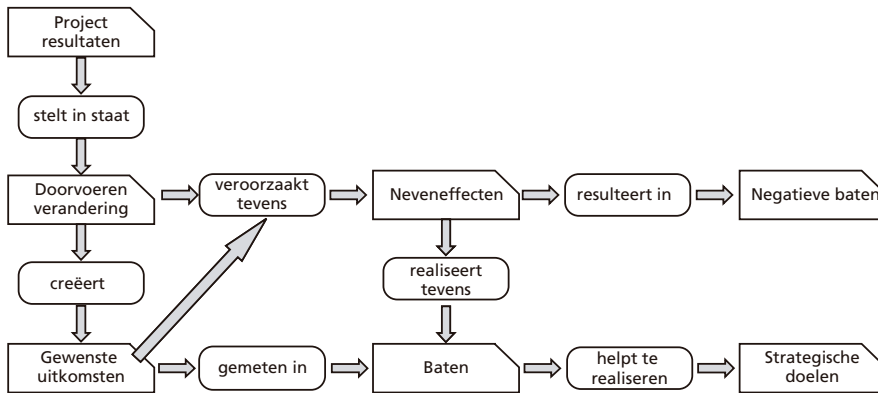 Project
resultaten
stelt in staat
Doorvoeren
verandering
veroorzaakt
tevens
Neveneffecten
resulteert in
Negatieve baten
creëert
realiseert
tevens
Gewenste
uitkomsten
gemeten in
Baten
helpt te
realiseren
Strategische
doelen